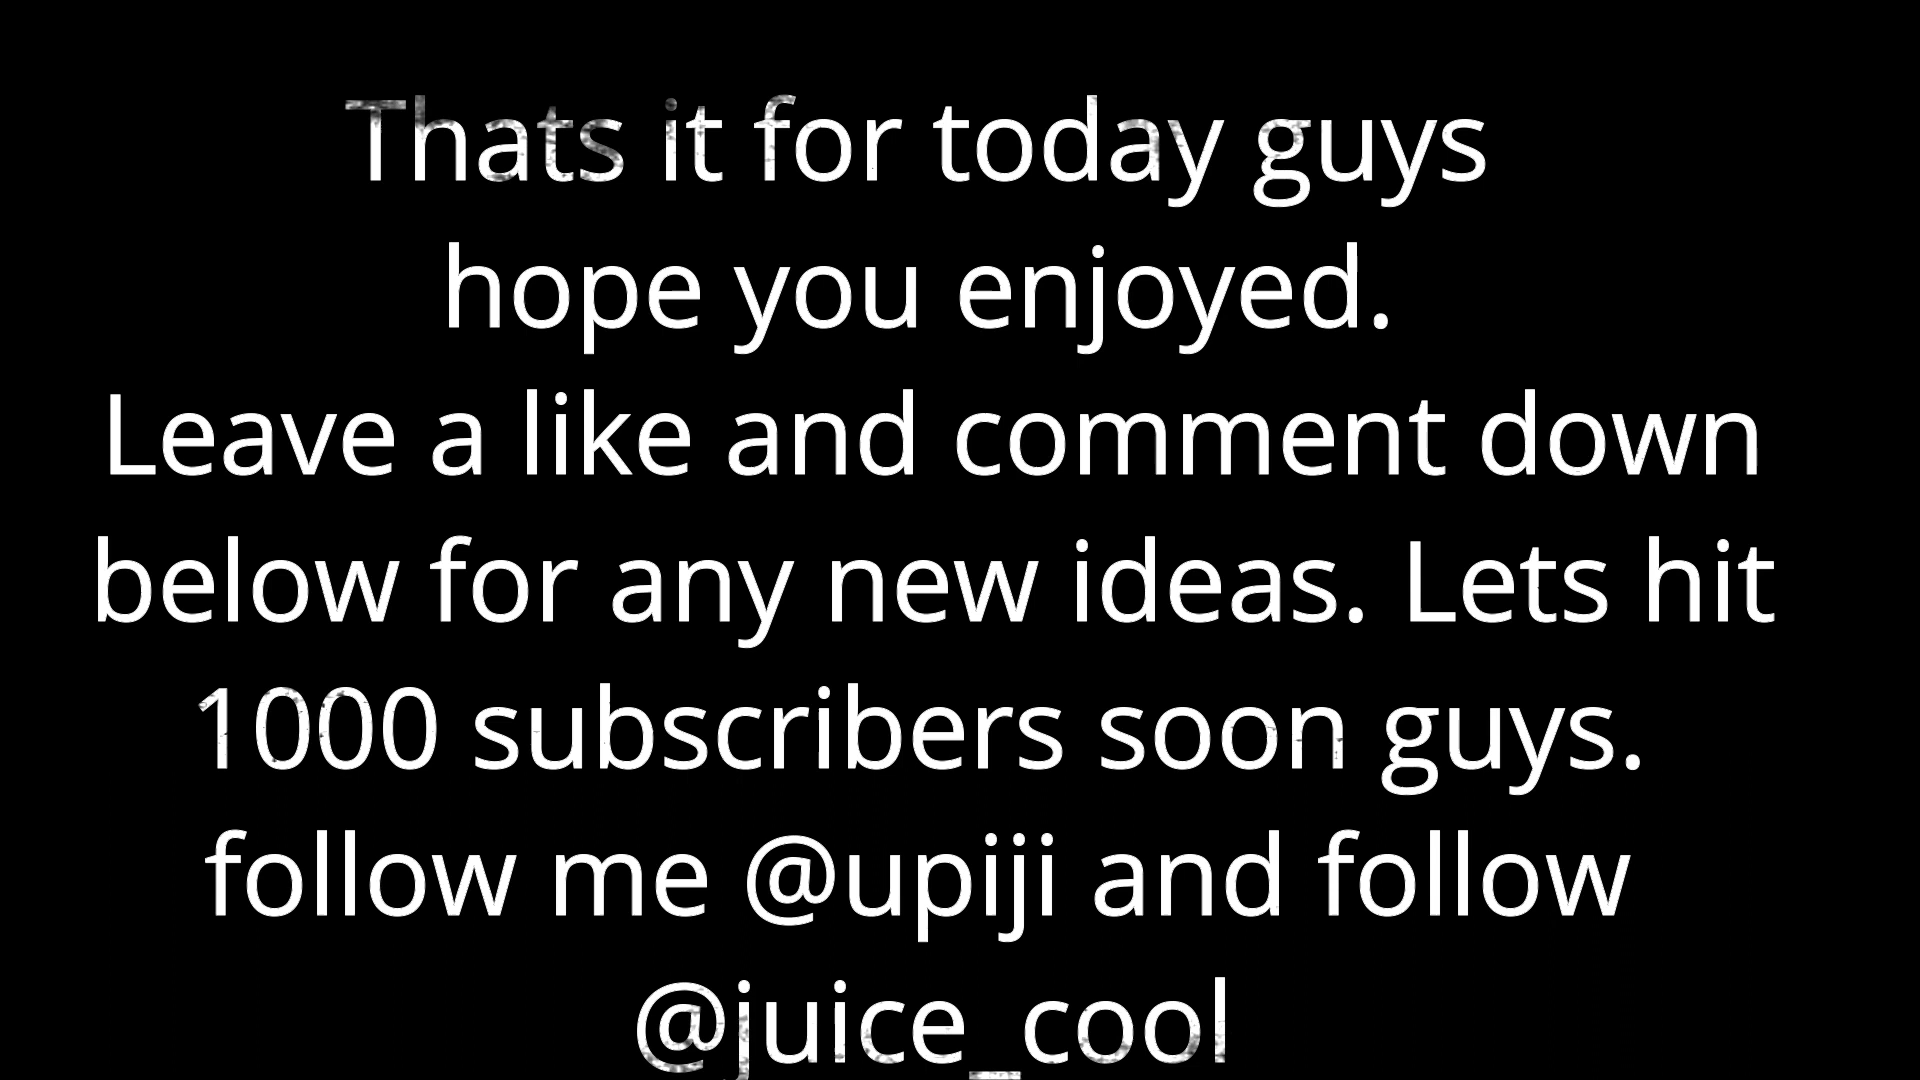 Thats it for today guys
hope you enjoyed.
Leave a like and comment down
below for any new ideas. Lets hit
1000 subscribers soon guys.
follow me @upiji and follow
@juice_cool